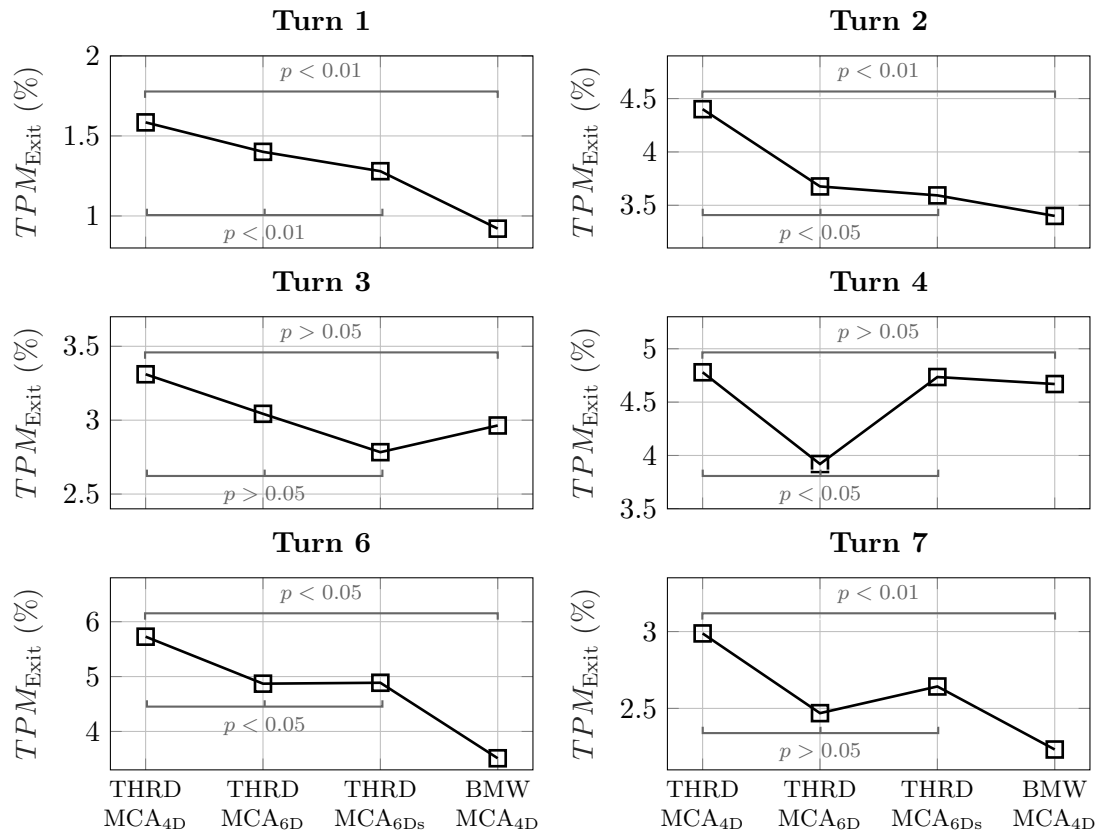 Turn 1
TPM_Exit (%)
2
1.5
1
p < 0.01
p < 0.01
Turn 2
TPM_Exit (%)
4.5
4
3.5
p < 0.01
p < 0.05
Turn 3
TPM_Exit (%)
3.5
3
2.5
p > 0.05
p > 0.05
Turn 4
TPM_Exit (%)
5
4.5
4
3.5
p > 0.05
p < 0.05
Turn 6
TPM_Exit (%)
6
5
4
p < 0.05
p < 0.05
THRD THRD THRD BMW
MCA_4D MCA_6D MCA_6Ds MCA_4D
Turn 7
TPM_Exit (%)
3
2.5
p < 0.01
p > 0.05
THRD THRD THRD BMW
MCA_4D MCA_6D MCA_6Ds MCA_4D